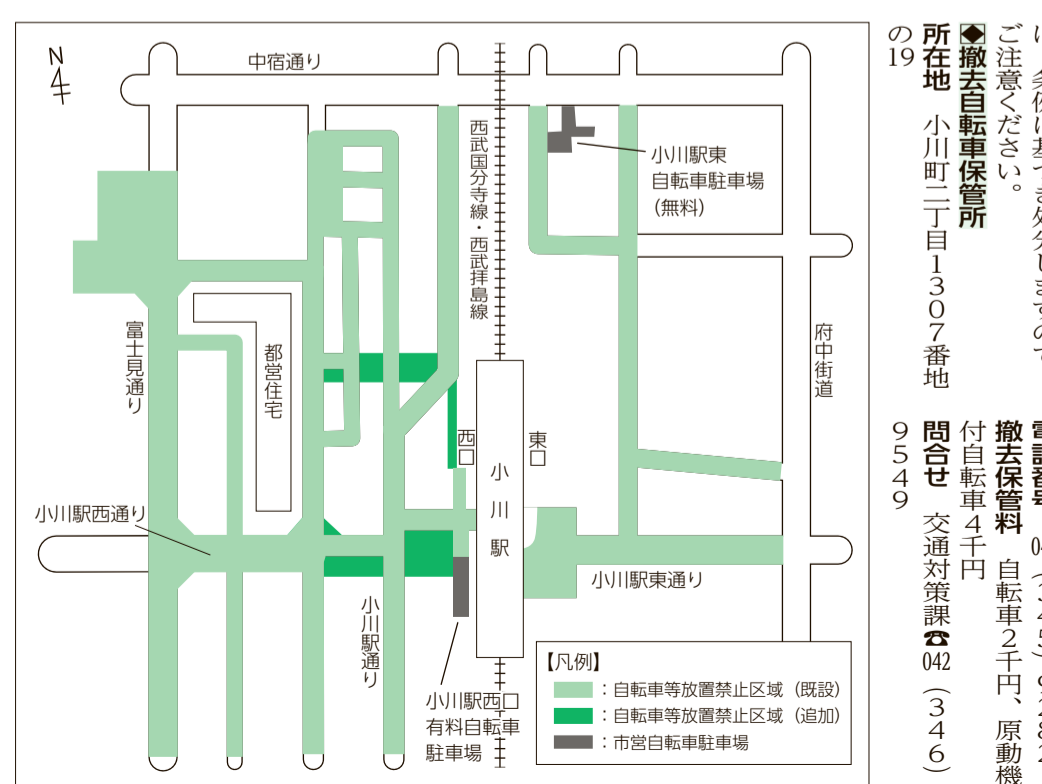 N
中宿通り
西武国分寺線・西武拝島線
小川駅東
自転車駐車場
（無料）
富士見通り
都営住宅
府中街道
西口
東口
小川駅
小川駅西通り
小川駅東通り
小川駅通り
小川駅西口
有料自転車
駐車場
【凡例】
：自転車等放置禁止区域（既設）
：自転車等放置禁止区域（追加）
：市営自転車駐車場
ご注意ください。
◆撤去自転車保管所
所在地　小川町二丁目1307番地
の19
撤去保管料　自転車2千円、原動機
付自転車4千円
問合せ　交通対策課☎042（346）
9549